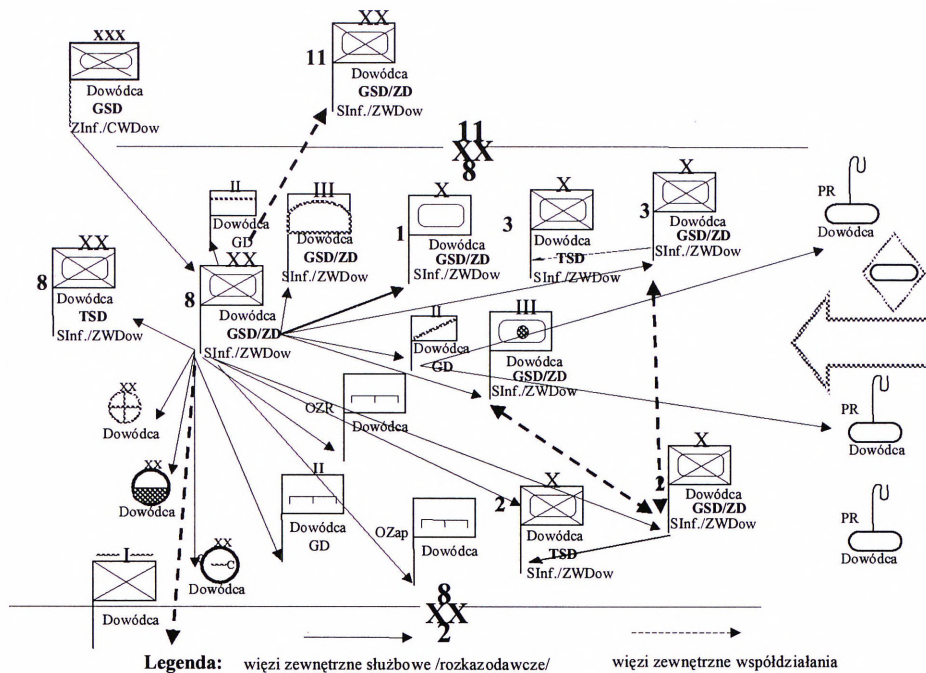 XXX
Dowódca
GSD
ZInf./CWDow
XX
11
Dowódca
GSD/ZD
SInf./ZWDow
11
XX
8
II
Dowódca
GD
III
Dowódca
GSD/ZD
SInf./ZWDow
X
1
Dowódca
GSD/ZD
SInf./ZWDow
X
3
Dowódca
TSD
SInf./ZWDow
X
3
Dowódca
GSD/ZD
SInf./ZWDow
PR
Dowódca
XX
8
Dowódca
TSD
SInf./ZWDow
XX
8
Dowódca
GSD/ZD
SInf./ZWDow
II
Dowódca
GD
III
Dowódca
GSD/ZD
SInf./ZWDow
XX
Dowódca
OZR
Dowódca
PR
Dowódca
XX
Dowódca
II
Dowódca
GD
OZap
Dowódca
X
2
Dowódca
TSD
SInf./ZWDow
X
2
Dowódca
GSD/ZD
SInf./ZWDow
PR
Dowódca
I
Dowódca
XX
C
Dowódca
8
XX
2
Legenda: więzi zewnętrzne służbowe /rozkazodawcze/ więzi zewnętrzne współdziałania